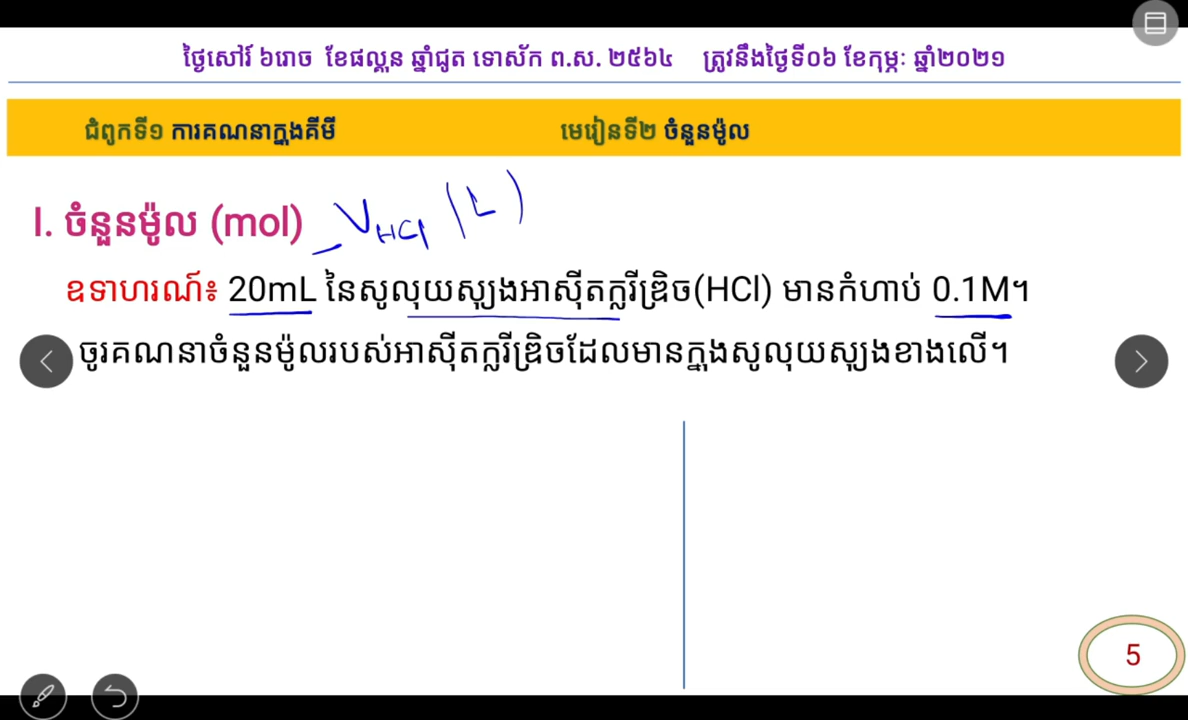 ថ្ងៃសៅរ៍ ៦រោច ខែផល្គុន ឆ្នាំជូត ទោស័ក ព.ស. ២៥៦៤ ត្រូវនឹងថ្ងៃទី០៦ ខែកុម្ភៈ ឆ្នាំ២០២១
ជំពូកទី១ ការគណនាក្នុងគីមី មេរៀនទី២ ចំនួនម៉ូល
I. ចំនួនម៉ូល (mol) _ V HCl (L)
ឧទាហរណ៍៖ 20mL នៃសូលុយស្យុងអាស៊ីតក្លរីឌ្រិច(HCl) មានកំហាប់ 0.1M។
ចូរគណនាចំនួនម៉ូលរបស់អាស៊ីតក្លរីឌ្រិចដែលមានក្នុងសូលុយស្យុងខាងលើ។
5